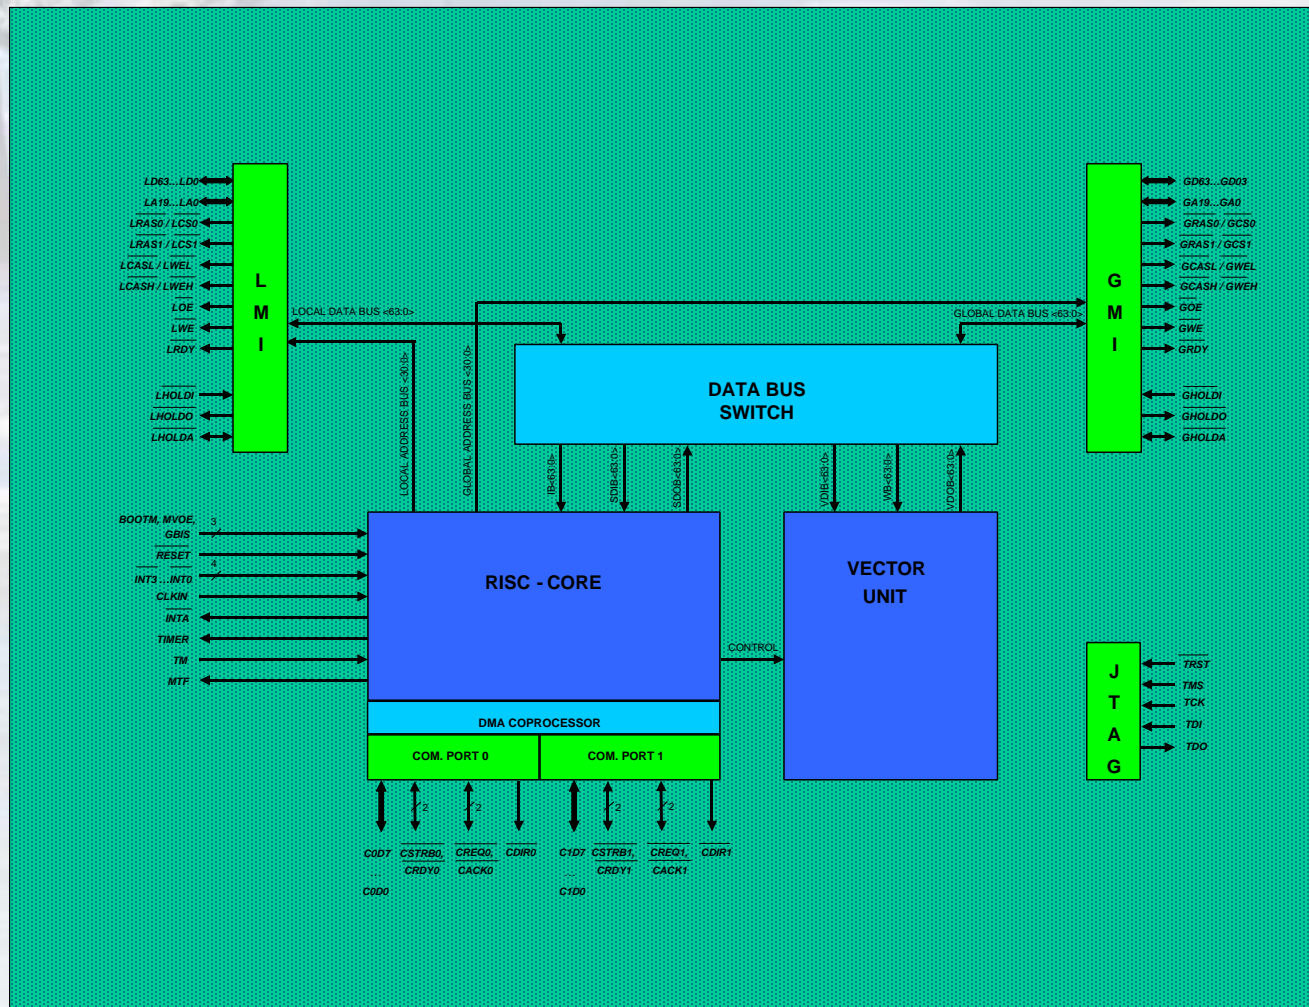 LD63...LD0
LA19...LA0
LRAS0 / LCS0
LRAS1 / LCS1
LCASL / LWEL
LCASH / LWEH
LOE
LWE
LRDY
LHOLDI
LHOLDO
LHOLDA
L
M
I
LOCAL DATA BUS <63:0>
LOCAL ADDRESS BUS <30:0>
GLOBAL ADDRESS BUS <30:0>
GLOBAL DATA BUS <63:0>
G
M
I
GD63...GD03
GA19...GA0
GRAS0 / GCS0
GRAS1 / GCS1
GCASL / GWEL
GCASH / GWEH
GOE
GWE
GRDY
GHOLDI
GHOLDO
GHOLDA
DATA BUS
SWITCH
IB<63:0>
SDIB<63:0>
SDOB<63:0>
VDIB<63:0>
WB<63:0>
VDOB<63:0>
BOOTM, MVOE,
GBIS
3
RESET
INT3 ...INT0
4
CLKIN
INTA
TIMER
TM
MTF
RISC - CORE
CONTROL
VECTOR
UNIT
DMA COPROCESSOR
COM. PORT 0
COM. PORT 1
J
T
A
G
TRST
TMS
TCK
TDI
TDO
2
2
2
2
C0D7
...
C0D0
CSTRB0,
CRDY0
CREQ0,
CACK0
CDIR0
C1D7
...
C1D0
CSTRB1,
CRDY1
CREQ1,
CACK1
CDIR1